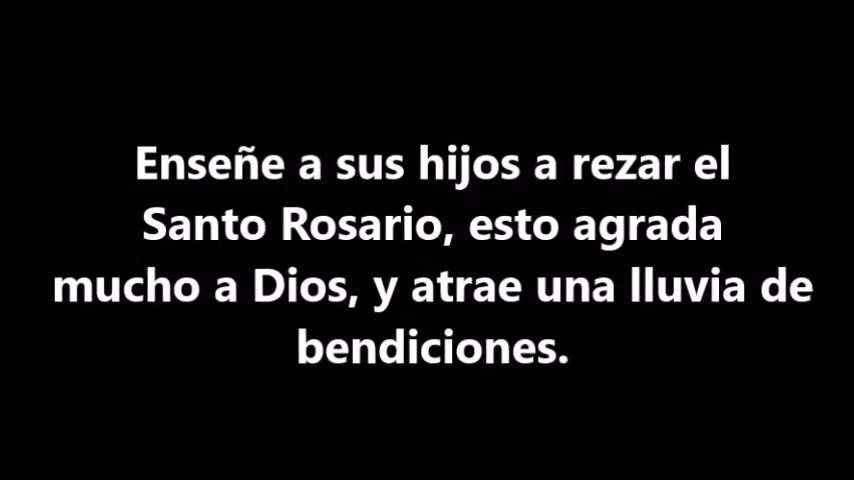 Enseñe a sus hijos a rezar el
Santo Rosario, esto agrada
mucho a Dios, y atrae una lluvia de
bendiciones.